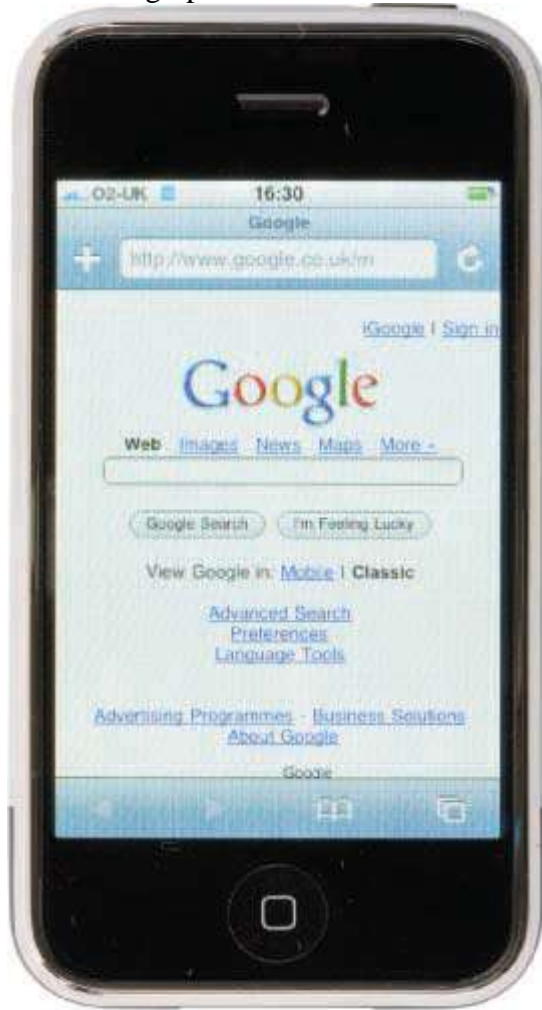 O2-UK 16:30
Google
http://www.google.co.uk/m
iGoogle | Sign in
Google
Web Images News Maps More
Google Search I'm Feeling Lucky
View Google in: Mobile | Classic
Advanced Search
Preferences
Language Tools
Advertising Programmes - Business Solutions
About Google
Google